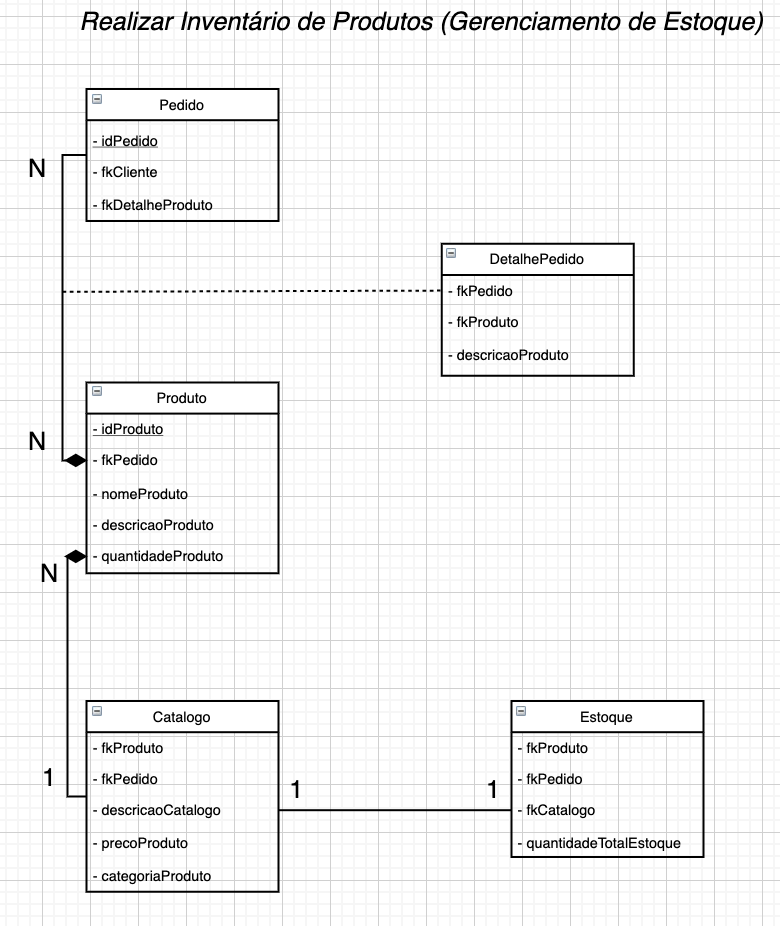 Realizar Inventário de Produtos (Gerenciamento de Estoque)
Pedido
- idPedido
N
- fkCliente
- fkDetalheProduto
DetalhePedido
- fkPedido
- fkProduto
- descricaoProduto
Produto
- idProduto
N
- fkPedido
- nomeProduto
- descricaoProduto
- quantidadeProduto
N
Catalogo
- fkProduto
- fkPedido
1
- descricaoCatalogo
- precoProduto
- categoriaProduto
1
1
Estoque
- fkProduto
- fkPedido
- fkCatalogo
- quantidadeTotalEstoque